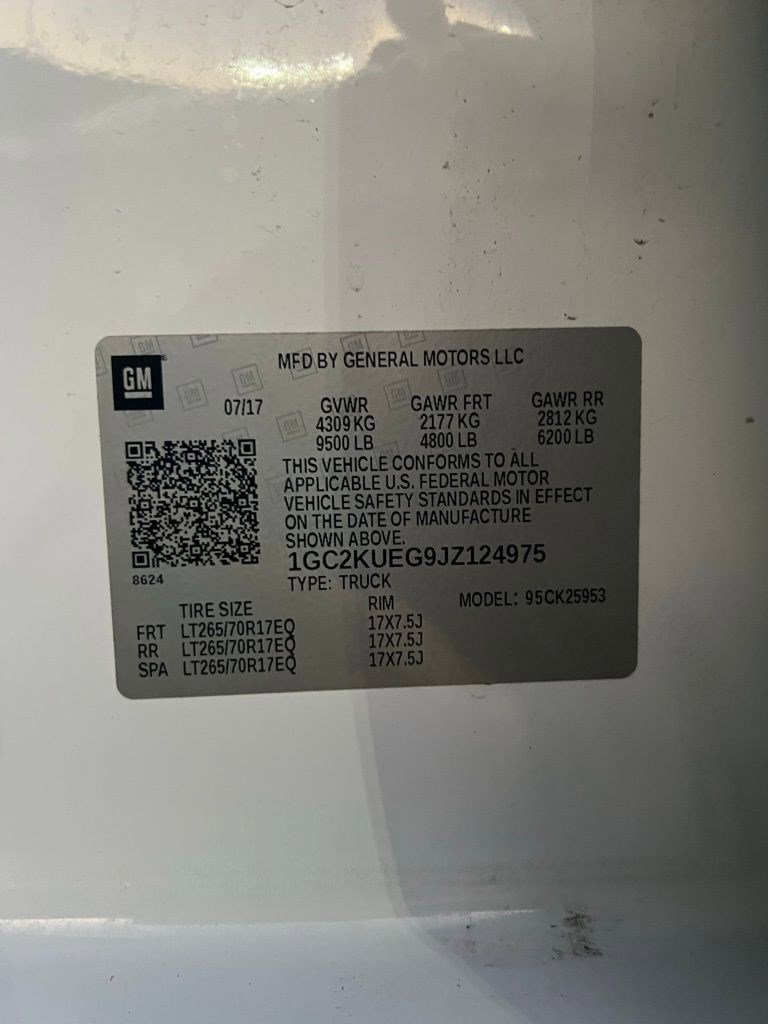 GM
MFD BY GENERAL MOTORS LLC
07/17 GVWR GAWR FRT GAWR RR
4309 KG 2177 KG 2812 KG
9500 LB 4800 LB 6200 LB
THIS VEHICLE CONFORMS TO ALL
APPLICABLE U.S. FEDERAL MOTOR
VEHICLE SAFETY STANDARDS IN EFFECT
ON THE DATE OF MANUFACTURE
SHOWN ABOVE.
1GC2KUEG9JZ124975
8624
TYPE: TRUCK
TIRE SIZE RIM MODEL: 95CK25953
FRT LT265/70R17EQ 17X7.5J
RR LT265/70R17EQ 17X7.5J
SPA LT265/70R17EQ 17X7.5J